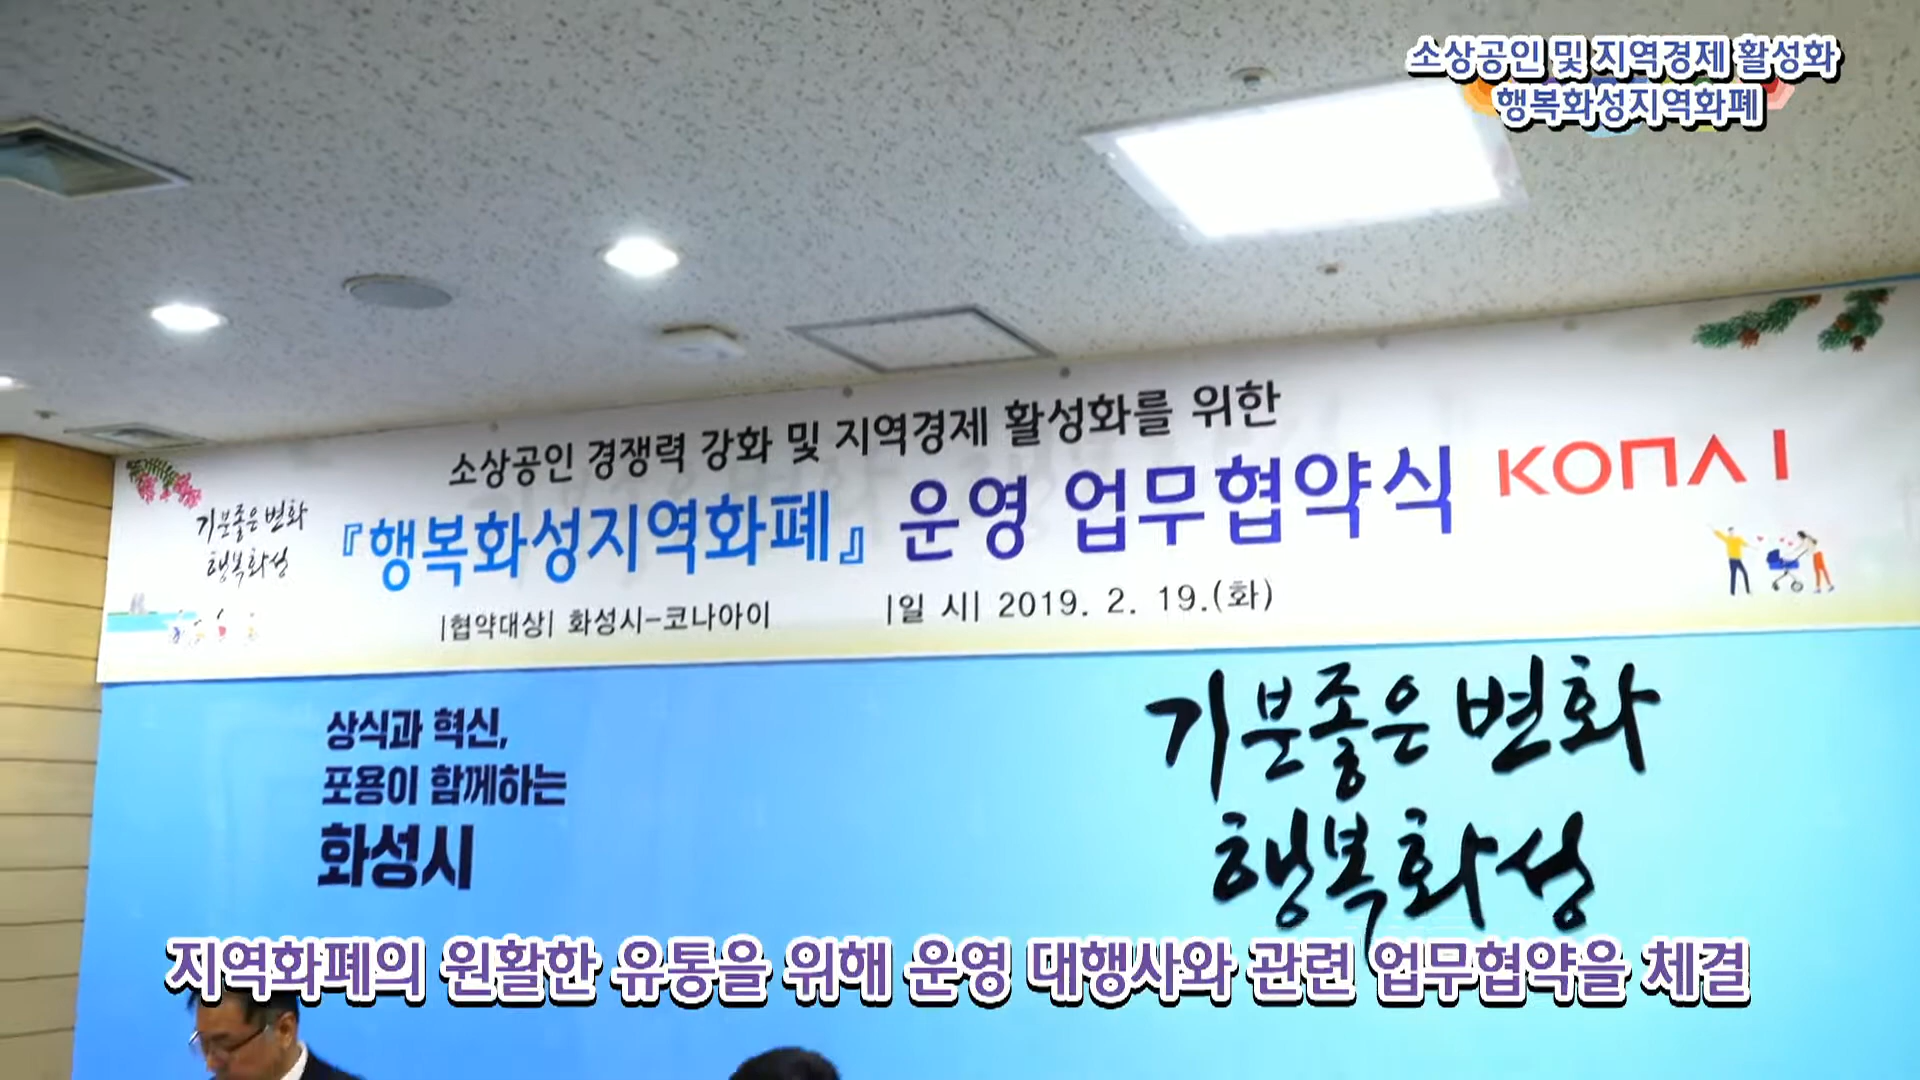 소상공인 및 지역경제 활성화
행복화성지역화폐
소상공인 경쟁력 강화 및 지역경제 활성화를 위한
『행복화성지역화폐』 운영 업무협약식
KONA I
기분좋은 변화
행복화성
|협약대상| 화성시-코나아이
|일 시| 2019. 2. 19.(화)
상식과 혁신,
포용이 함께하는
화성시
기분좋은 변화
행복화성
지역화폐의 원활한 유통을 위해 운영 대행사와 관련 업무협약을 체결